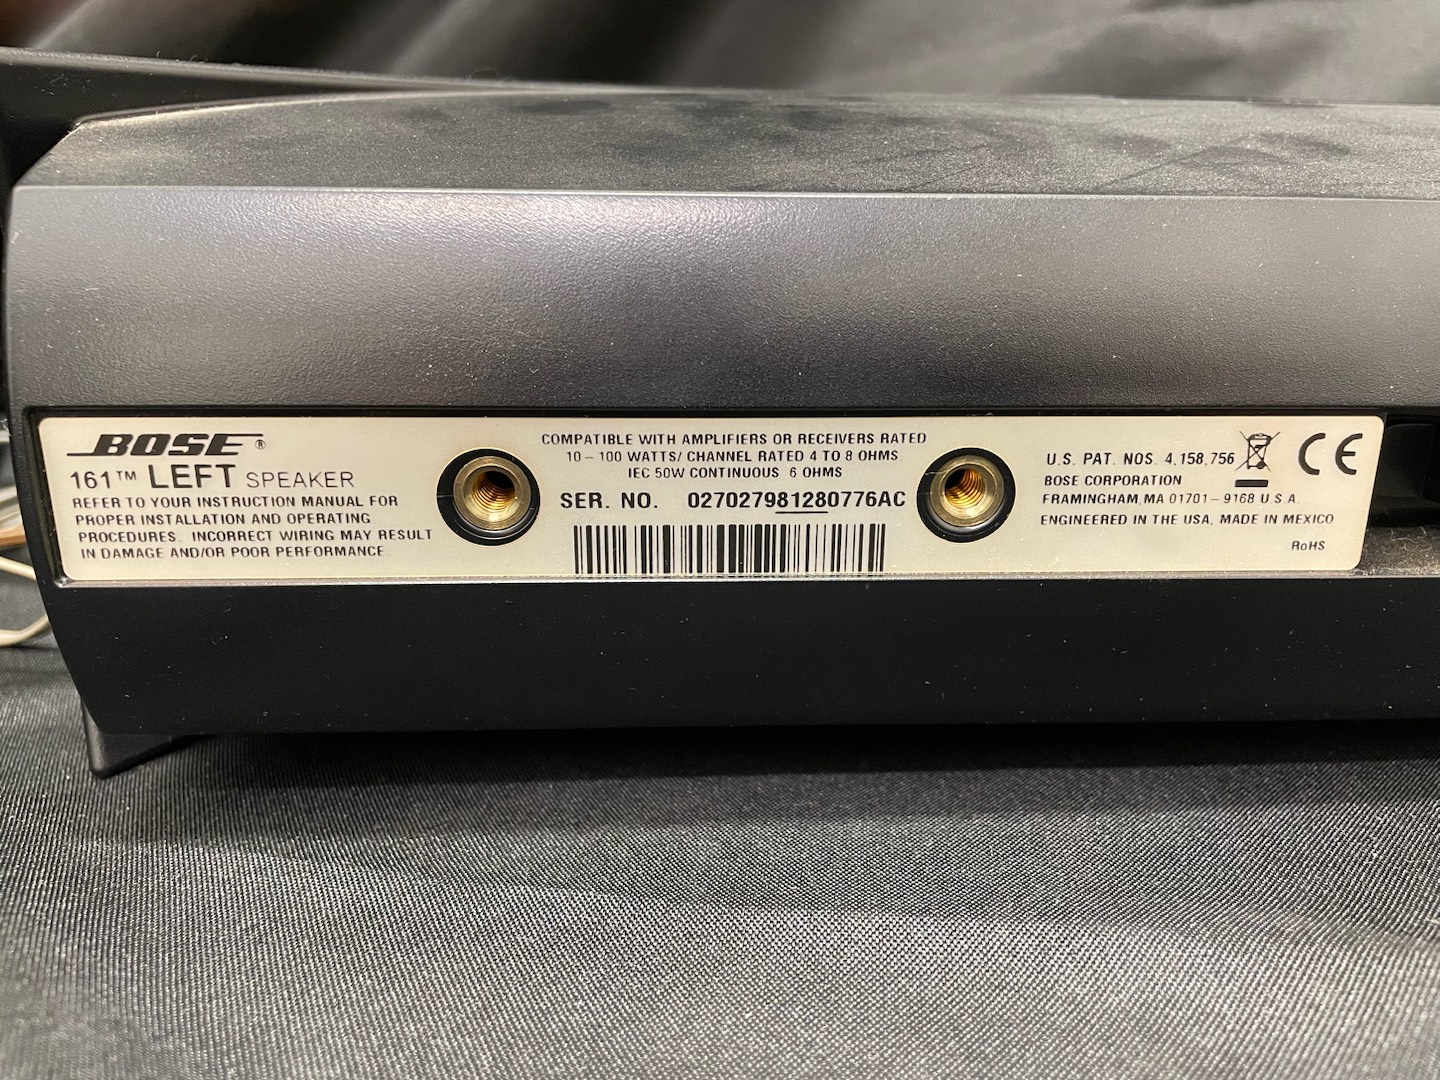 BOSE®
161™ LEFT SPEAKER
REFER TO YOUR INSTRUCTION MANUAL FOR
PROPER INSTALLATION AND OPERATING
PROCEDURES. INCORRECT WIRING MAY RESULT
IN DAMAGE AND/OR POOR PERFORMANCE.
COMPATIBLE WITH AMPLIFIERS OR RECEIVERS RATED
10 – 100 WATTS/ CHANNEL RATED 4 TO 8 OHMS
IEC 50W CONTINUOUS 6 OHMS
SER. NO. 027027981280776AC
U.S. PAT. NOS. 4,158,756
BOSE CORPORATION
FRAMINGHAM, MA 01701 – 9168 U.S.A.
ENGINEERED IN THE USA, MADE IN MEXICO
RoHS
CE